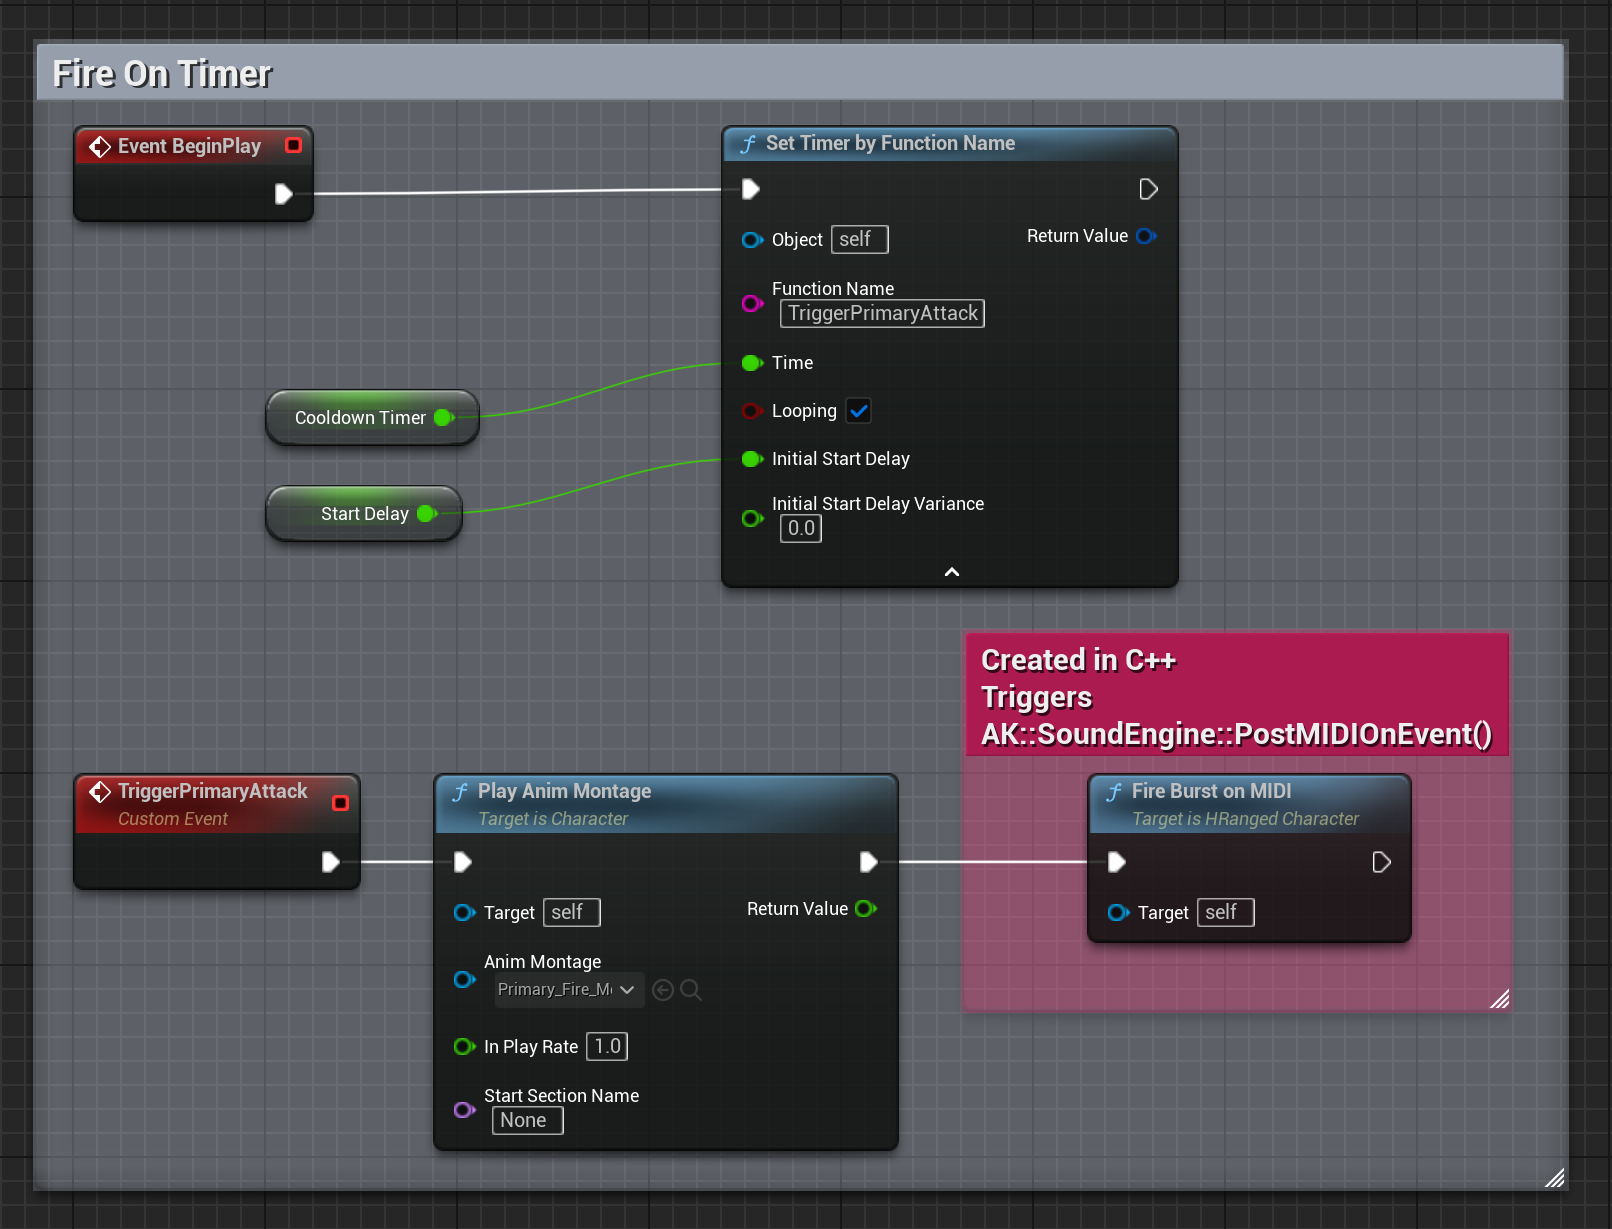 Fire On Timer
Event BeginPlay
Set Timer by Function Name
Object self
Return Value
Function Name
TriggerPrimaryAttack
Time
Cooldown Timer
Looping
Initial Start Delay
Start Delay
Initial Start Delay Variance
0.0
Created in C++
Triggers
AK::SoundEngine::PostMIDIOnEvent()
TriggerPrimaryAttack
Custom Event
Play Anim Montage
Target is Character
Fire Burst on MIDI
Target is HRanged Character
Target self
Return Value
Target self
Anim Montage
Primary_Fire_M
In Play Rate 1.0
Start Section Name
None